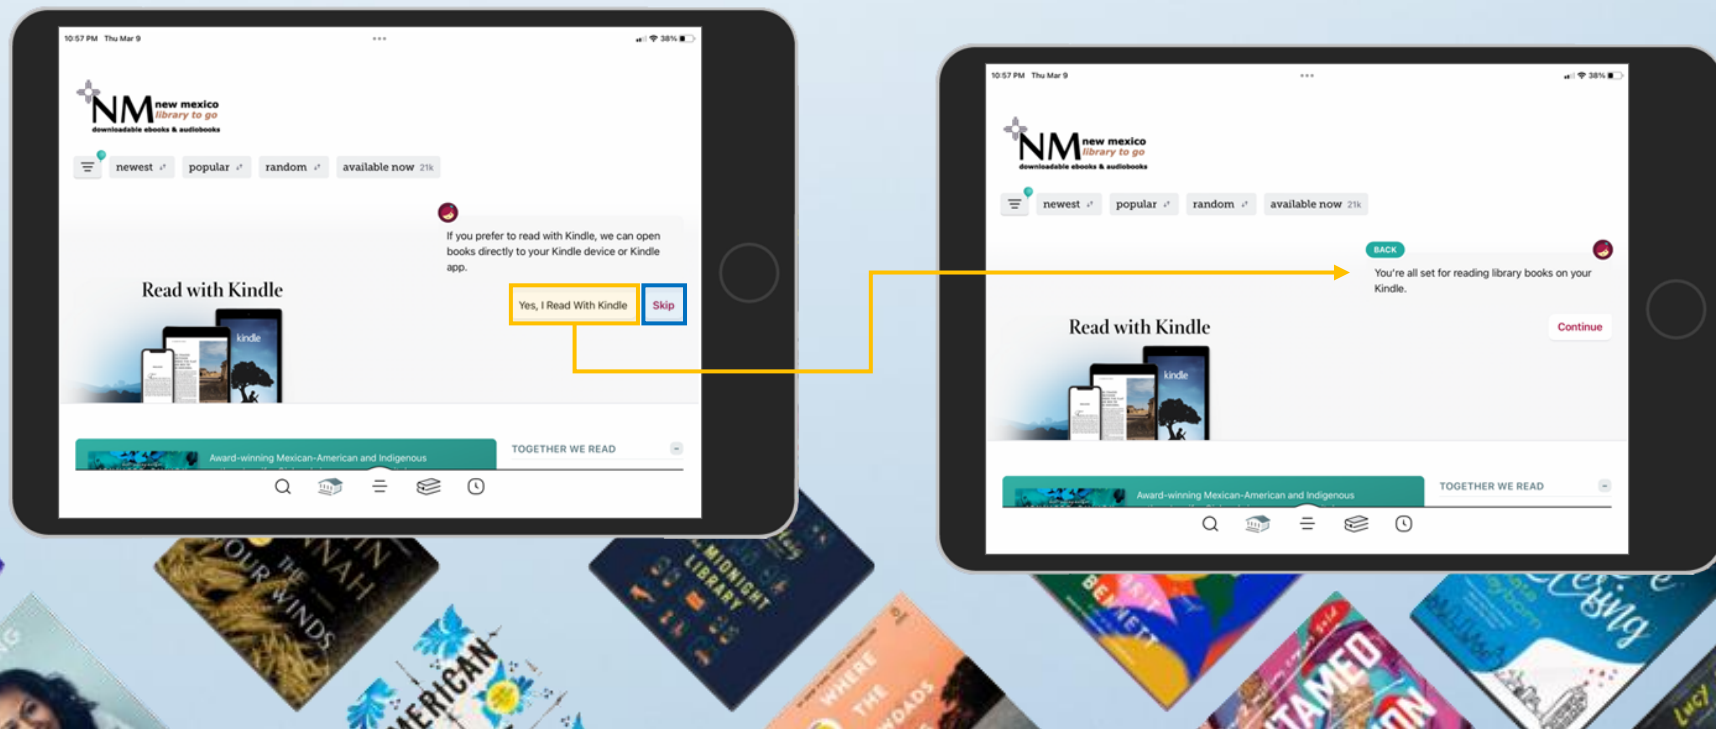 10:57 PM Thu Mar 9
38%
NM new mexico
library to go
downloadable ebooks & audiobooks
newest
popular
random
available now 21k
If you prefer to read with Kindle, we can open
books directly to your Kindle device or Kindle
app.
Yes, I Read With Kindle
Skip
Read with Kindle
kindle
Award-winning Mexican-American and Indigenous
TOGETHER WE READ
10:57 PM Thu Mar 9
38%
NM new mexico
library to go
downloadable ebooks & audiobooks
newest
popular
random
available now 21k
BACK
You're all set for reading library books on your
Kindle.
Continue
Read with Kindle
kindle
Award-winning Mexican-American and Indigenous
TOGETHER WE READ
THE
WINDS
MIDNIGHT
LIBRARY
WHERE
THE
BENNETT
Lucy